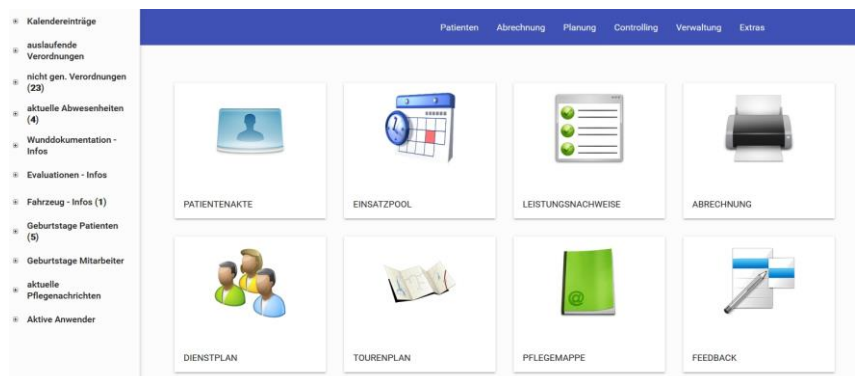 Kalendereinträge
auslaufende
Verordnungen
nicht gen. Verordnungen
(23)
aktuelle Abwesenheiten
(4)
Wunddokumentation -
Infos
Evaluationen - Infos
Fahrzeug - Infos (1)
Geburtstage Patienten
(5)
Geburtstage Mitarbeiter
aktuelle
Pflegenachrichten
Aktive Anwender
Patienten Abrechnung Planung Controlling Verwaltung Extras
PATIENTENAKTE EINSATZPOOL LEISTUNGSNACHWEISE ABRECHNUNG
DIENSTPLAN TOURENPLAN PFLEGEMAPPE FEEDBACK
@